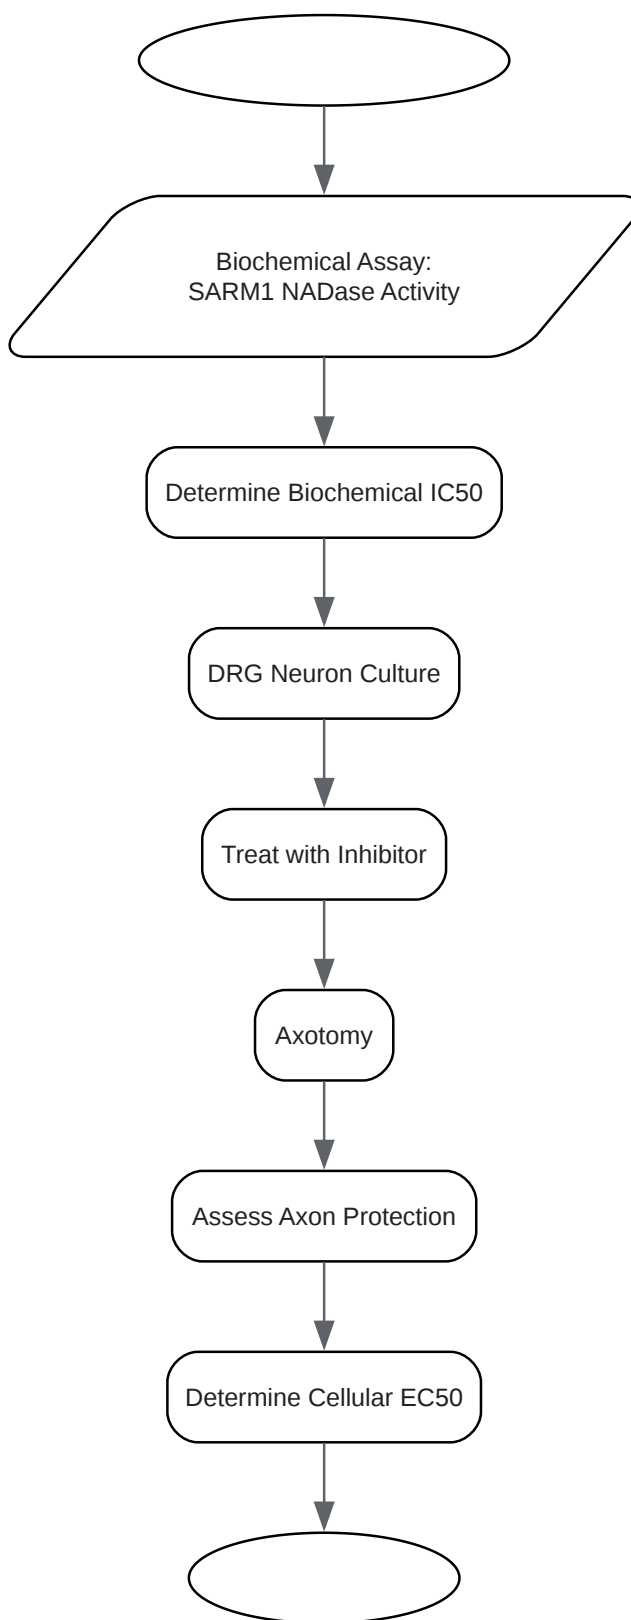 Biochemical Assay:
SARM1 NADase Activity
Determine Biochemical IC50
DRG Neuron Culture
Treat with Inhibitor
Axotomy
Assess Axon Protection
Determine Cellular EC50